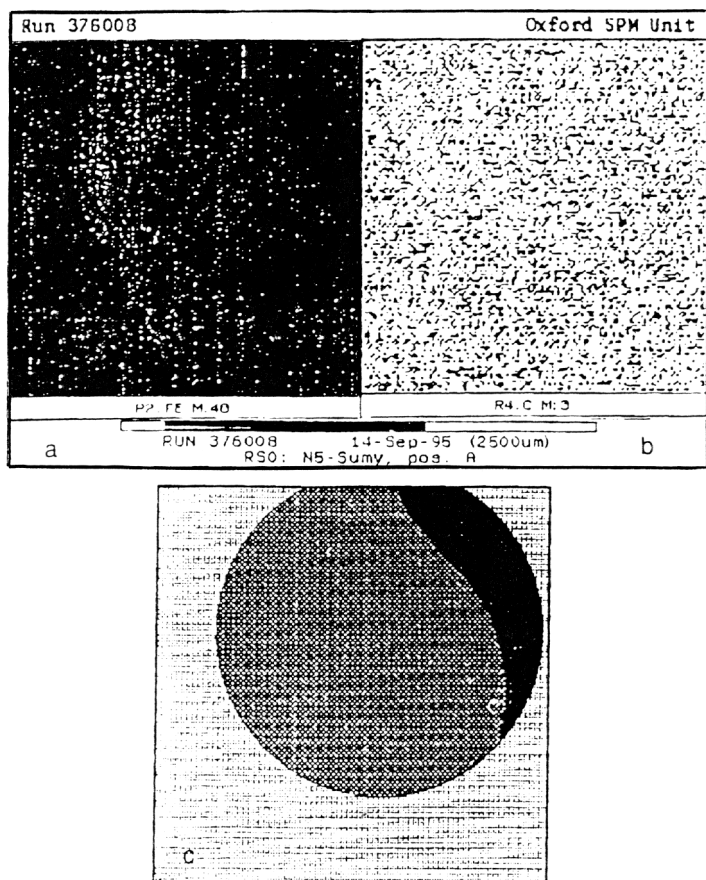 Run 376008 Oxford SPM Unit
P2.FE M.40 R4.C M:3
a RUN 376008 14-Sep-95 (2500um) b
RSO: N5-Sumy, pos. A
c